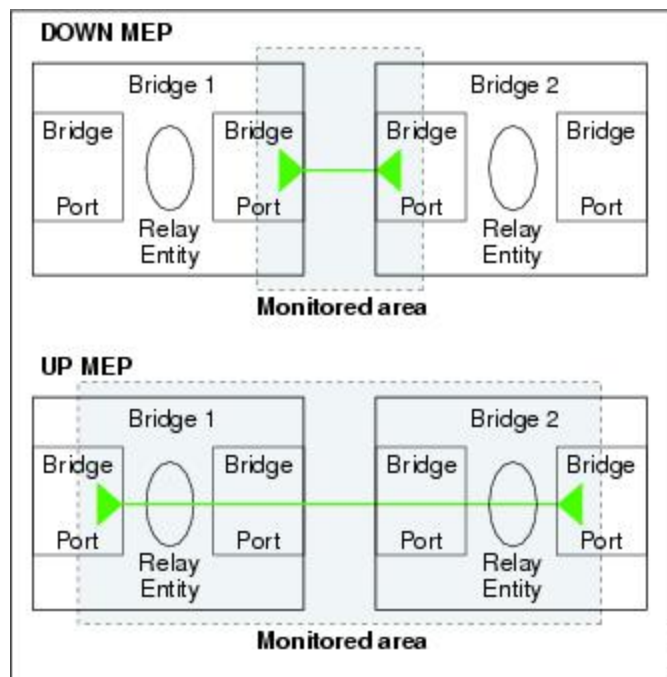 DOWN MEP
Bridge 1
Bridge 2
Bridge
Bridge
Bridge
Bridge
Port
Port
Port
Port
Relay
Entity
Relay
Entity
Monitored area
UP MEP
Bridge 1
Bridge 2
Bridge
Bridge
Bridge
Bridge
Port
Port
Port
Port
Relay
Entity
Relay
Entity
Monitored area